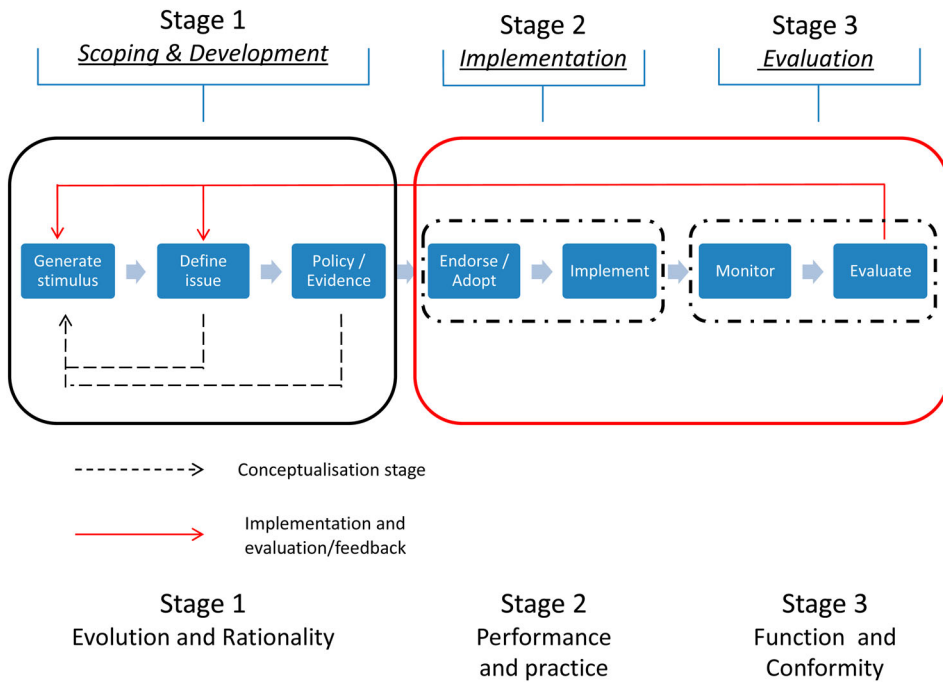 Stage 1
Scoping & Development
Stage 2
Implementation
Stage 3
Evaluation
Generate
stimulus
Define
issue
Policy /
Evidence
Endorse /
Adopt
Implement
Monitor
Evaluate
Conceptualisation stage
Implementation and
evaluation/feedback
Stage 1
Evolution and Rationality
Stage 2
Performance
and practice
Stage 3
Function and
Conformity